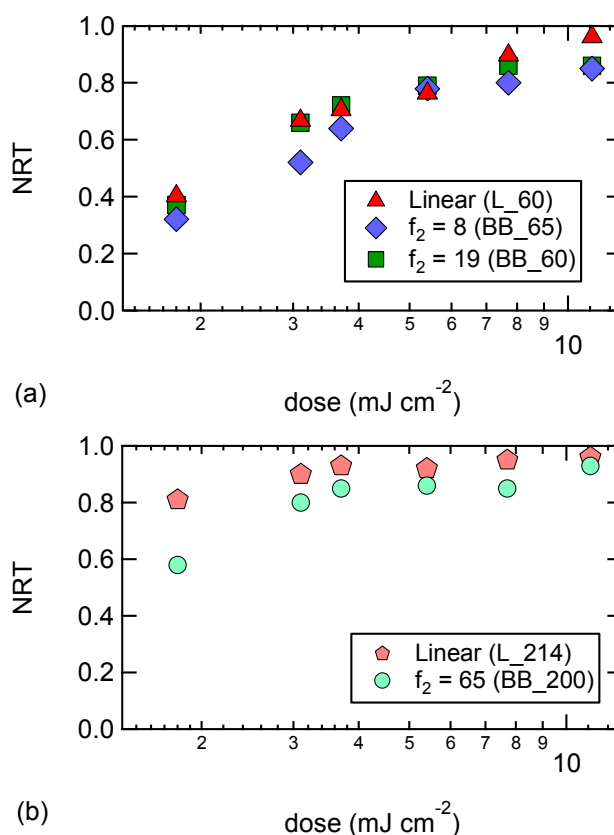 1.0
0.8
0.6
0.4
0.2
0.0
NRT
Linear (L_60)
f₂ = 8 (BB_65)
f₂ = 19 (BB_60)
2 3 4 5 6 7 8 9 10
dose (mJ cm⁻²)
(a)
1.0
0.8
0.6
0.4
0.2
0.0
NRT
Linear (L_214)
f₂ = 65 (BB_200)
2 3 4 5 6 7 8 9 10
dose (mJ cm⁻²)
(b)